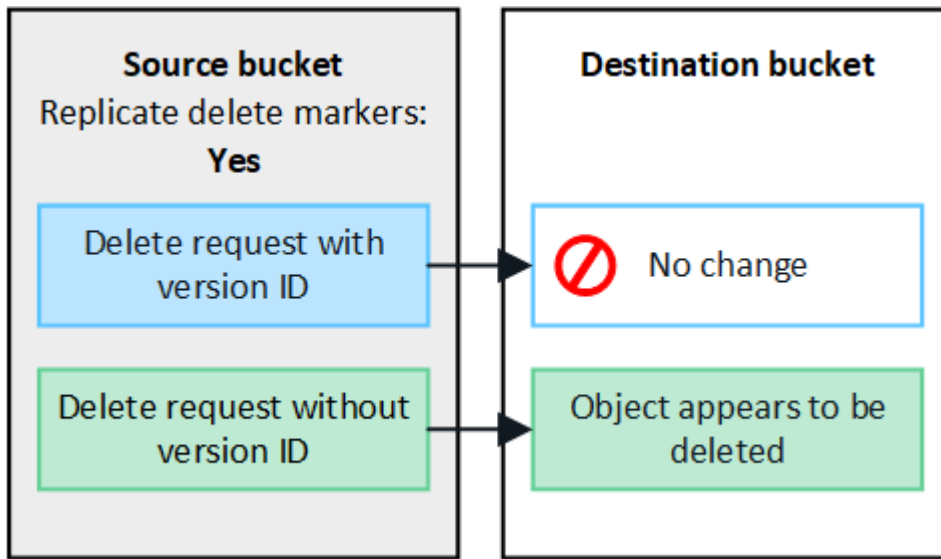 Source bucket
Replicate delete markers:
Yes
Delete request with
version ID
Delete request without
version ID
Destination bucket
No change
Object appears to be
deleted